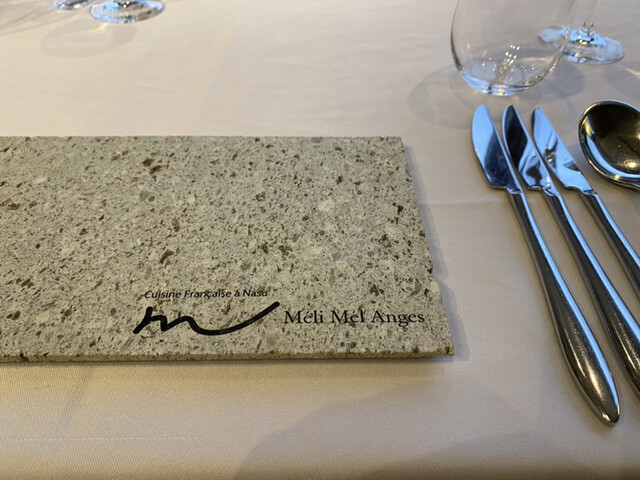 Cuisine Française à Nasu
Méli Mel Anges